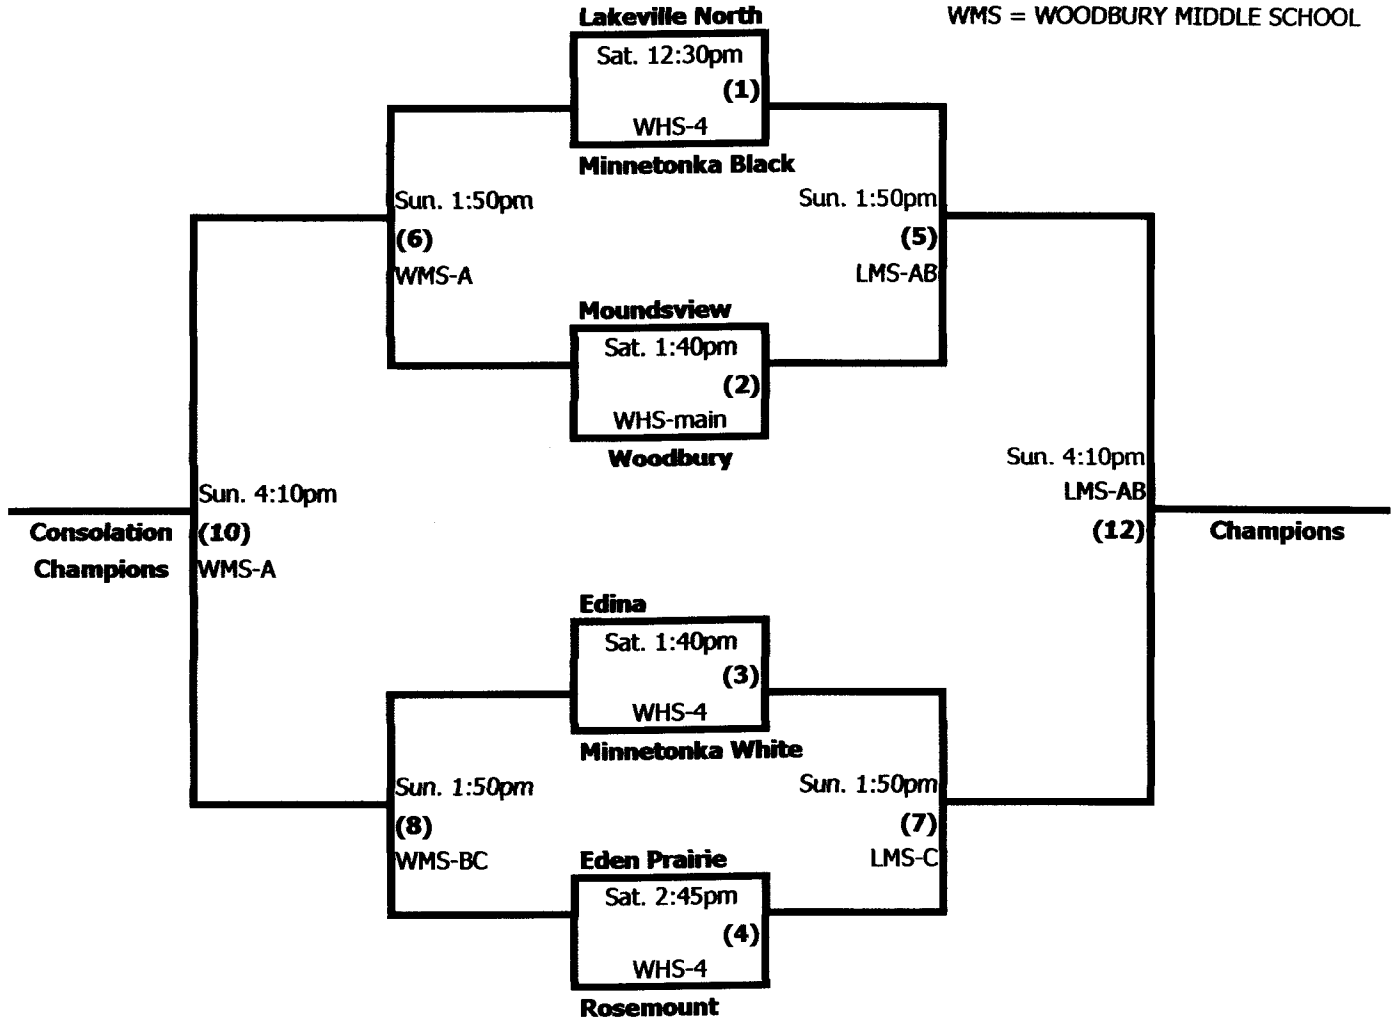 WMS = WOODBURY MIDDLE SCHOOL
Lakeville North
Sat. 12:30pm
(1)
WHS-4
Minnetonka Black
Sun. 1:50pm
(6)
WMS-A
Sun. 1:50pm
(5)
LMS-AB
Moundsview
Sat. 1:40pm
(2)
WHS-main
Woodbury
Sun. 4:10pm
(10)
WMS-A
Consolation
Champions
Sun. 4:10pm
LMS-AB
(12)
Champions
Edina
Sat. 1:40pm
(3)
WHS-4
Minnetonka White
Sun. 1:50pm
(8)
WMS-BC
Sun. 1:50pm
(7)
LMS-C
Eden Prairie
Sat. 2:45pm
(4)
WHS-4
Rosemount